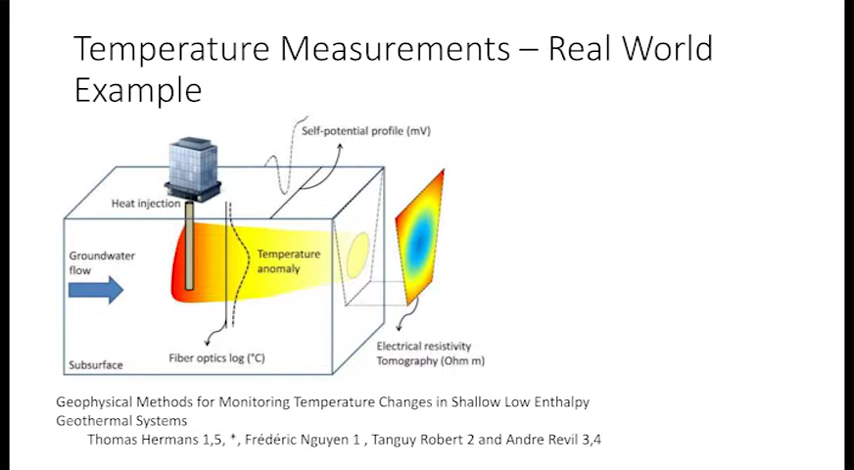 Temperature Measurements – Real World
Example
Self-potential profile (mV)
Heat injection
Groundwater
flow
Temperature
anomaly
Fiber optics log (°C)
Subsurface
Electrical resistivity
Tomography (Ohm m)
Geophysical Methods for Monitoring Temperature Changes in Shallow Low Enthalpy
Geothermal Systems
Thomas Hermans 1,5, *, Frédéric Nguyen 1 , Tanguy Robert 2 and Andre Revil 3,4